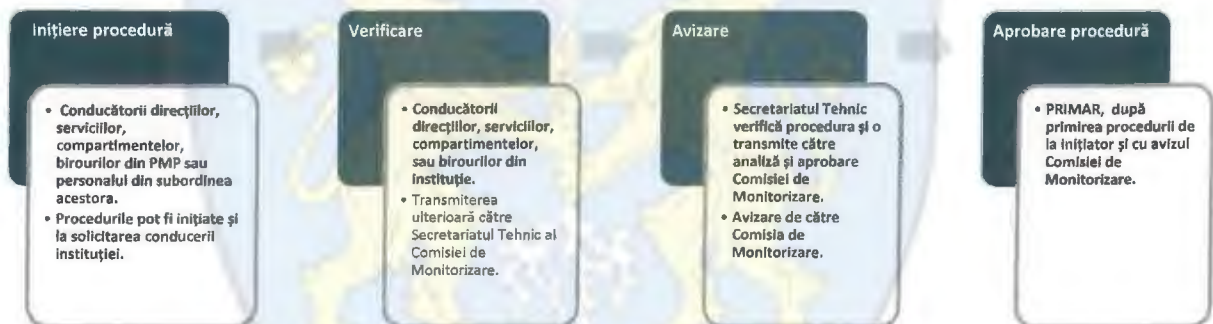 Inițiere procedură
• Conducătorii direcțiilor,
serviciilor,
compartimentelor,
birourilor din PMP sau
personalul din subordinea
acestora.
• Procedurile pot fi inițiate și
la solicitarea conducerii
instituției.
Verificare
• Conducătorii
direcțiilor, serviciilor,
compartimentelor,
sau birourilor din
instituție.
• Transmiterea
ulterioară către
Secretariatul Tehnic al
Comisiei de
Monitorizare.
Avizare
• Secretariatul Tehnic
verifică procedura și o
transmite către
analiză și aprobare
Comisiei de
Monitorizare.
• Avizare de către
Comisia de
Monitorizare.
Aprobare procedură
• PRIMAR, după
primirea procedurii de
la inițiator și cu avizul
Comisiei de
Monitorizare.